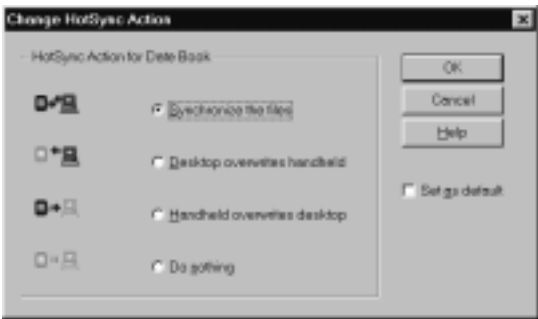 Change HotSync Action
HotSync Action for Date Book
Synchronize the files
Desktop overwrites handheld
Handheld overwrites desktop
Do nothing
OK
Cancel
Help
Set as default